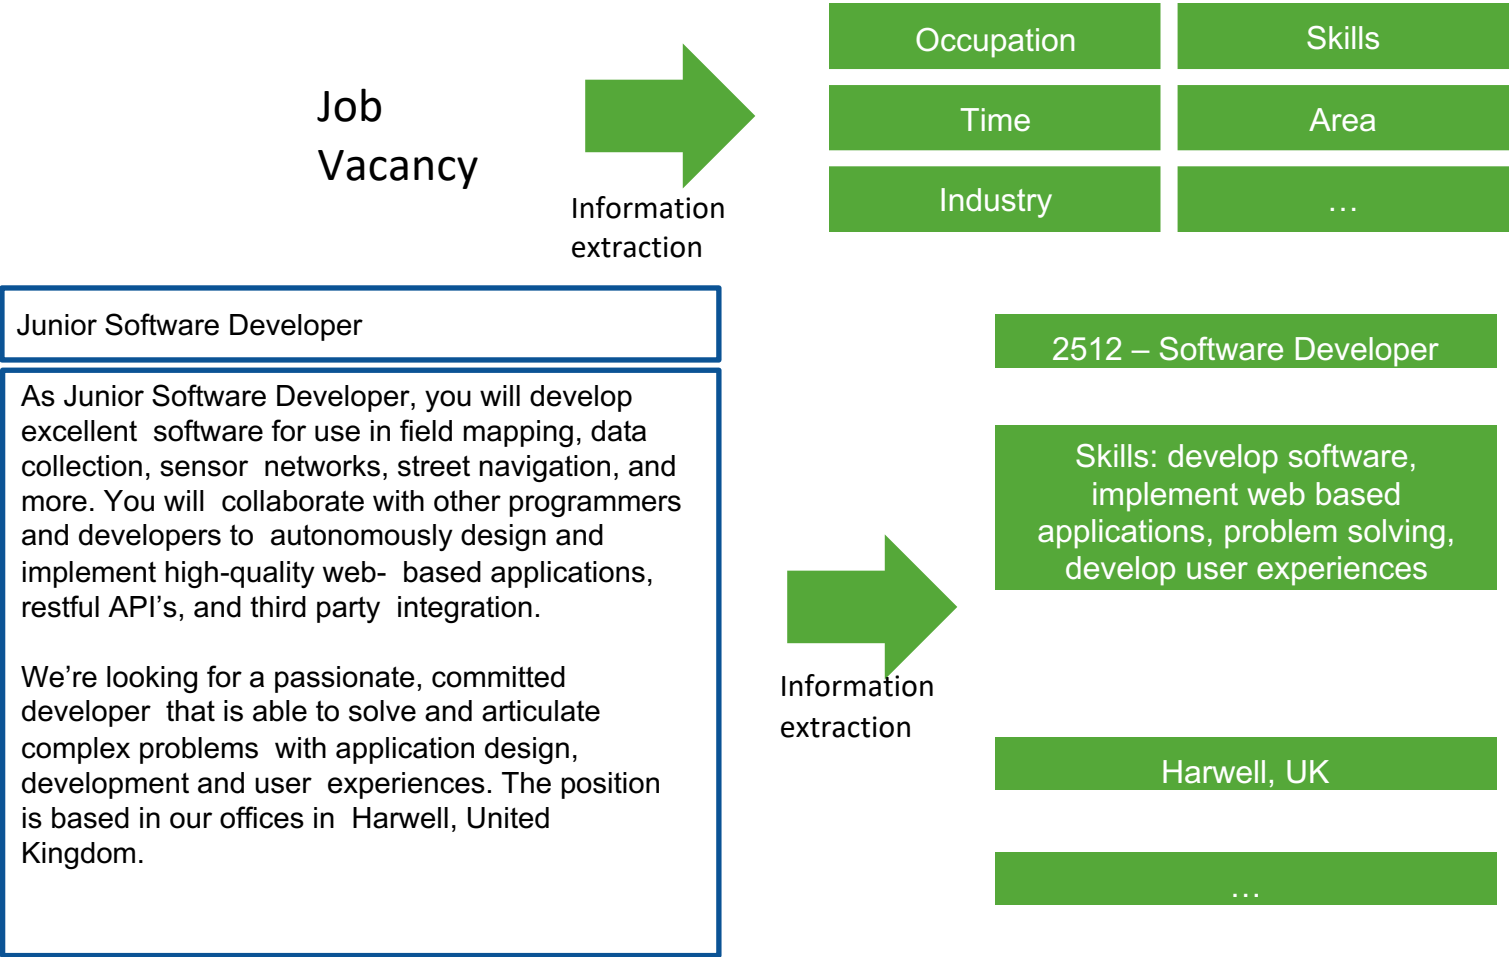 Job
Vacancy
Information
extraction
Occupation
Skills
Time
Area
Industry
…
Junior Software Developer
As Junior Software Developer, you will develop
excellent software for use in field mapping, data
collection, sensor networks, street navigation, and
more. You will collaborate with other programmers
and developers to autonomously design and
implement high-quality web- based applications,
restful API’s, and third party integration.
We’re looking for a passionate, committed
developer that is able to solve and articulate
complex problems with application design,
development and user experiences. The position
is based in our offices in Harwell, United
Kingdom.
Information
extraction
2512 – Software Developer
Skills: develop software,
implement web based
applications, problem solving,
develop user experiences
Harwell, UK
…